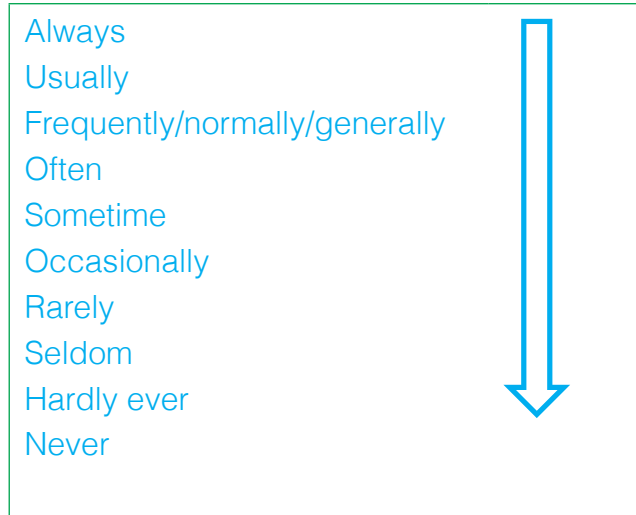 Always
Usually
Frequently/normally/generally
Often
Sometime
Occasionally
Rarely
Seldom
Hardly ever
Never